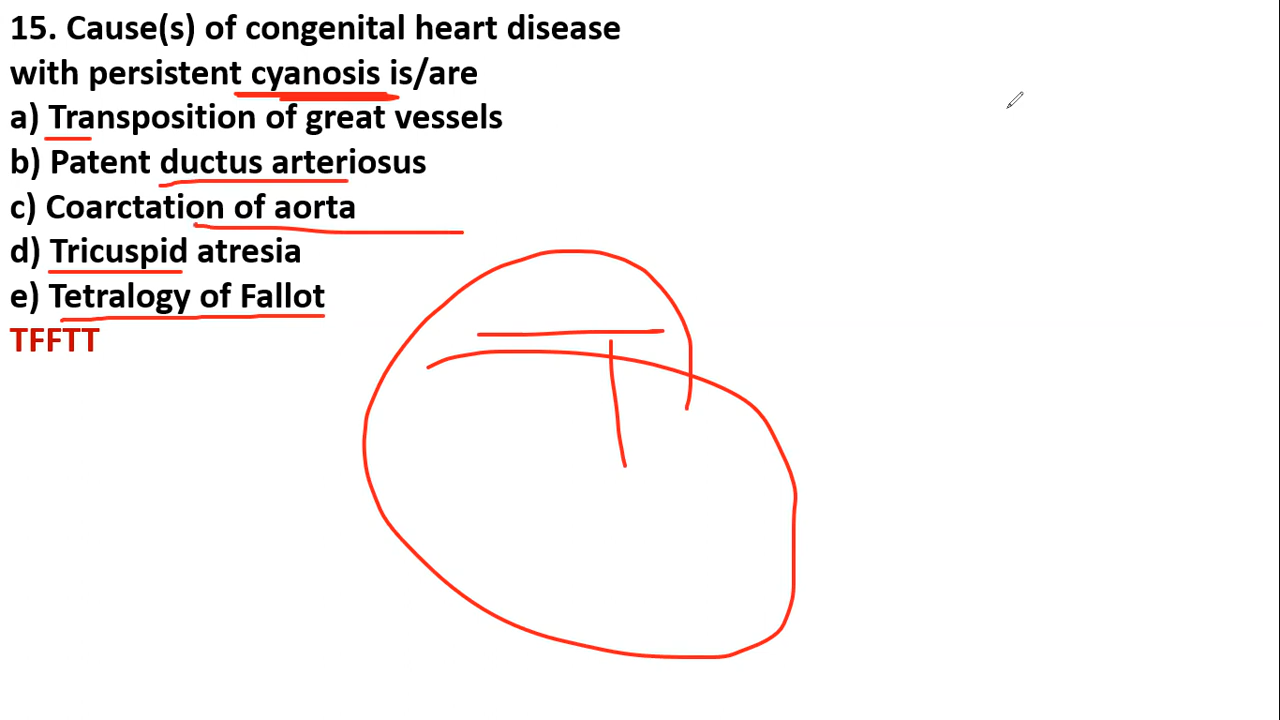 15. Cause(s) of congenital heart disease
with persistent cyanosis is/are
a) Transposition of great vessels
b) Patent ductus arteriosus
c) Coarctation of aorta
d) Tricuspid atresia
e) Tetralogy of Fallot
TFFTT